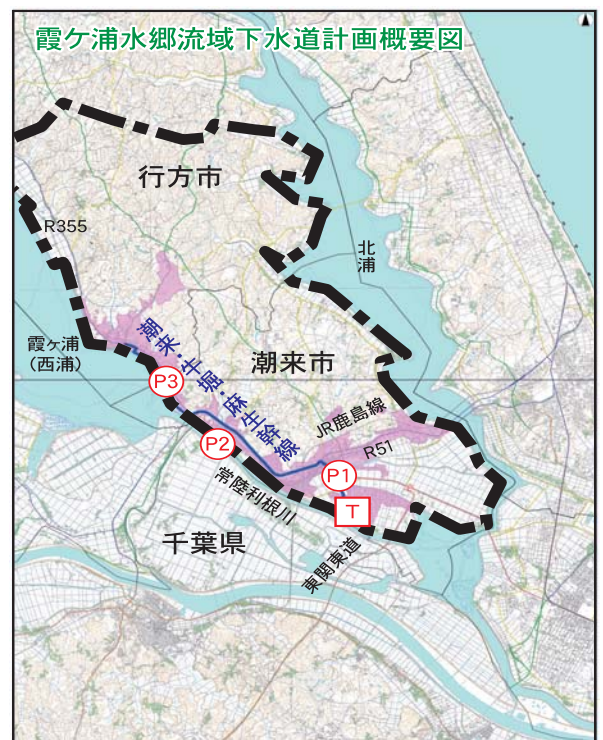 霞ケ浦水郷流域下水道計画概要図
行方市
R355
北
浦
霞ヶ浦
(西浦)
潮来・牛堀・麻生幹線
潮来市
P3
JR鹿島線
P2
R51
P1
常陸利根川
T
千葉県
東関東道